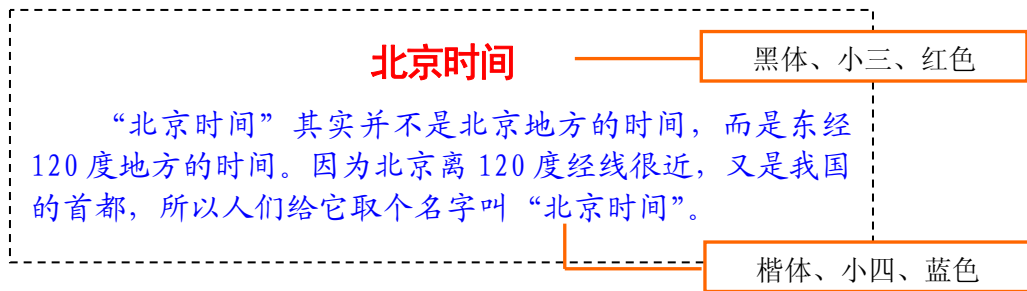 北京时间
黑体、小三、红色
“北京时间”其实并不是北京地方的时间，而是东经
120度地方的时间。因为北京离120度经线很近，又是我国
的首都，所以人们给它取个名字叫“北京时间”。
楷体、小四、蓝色